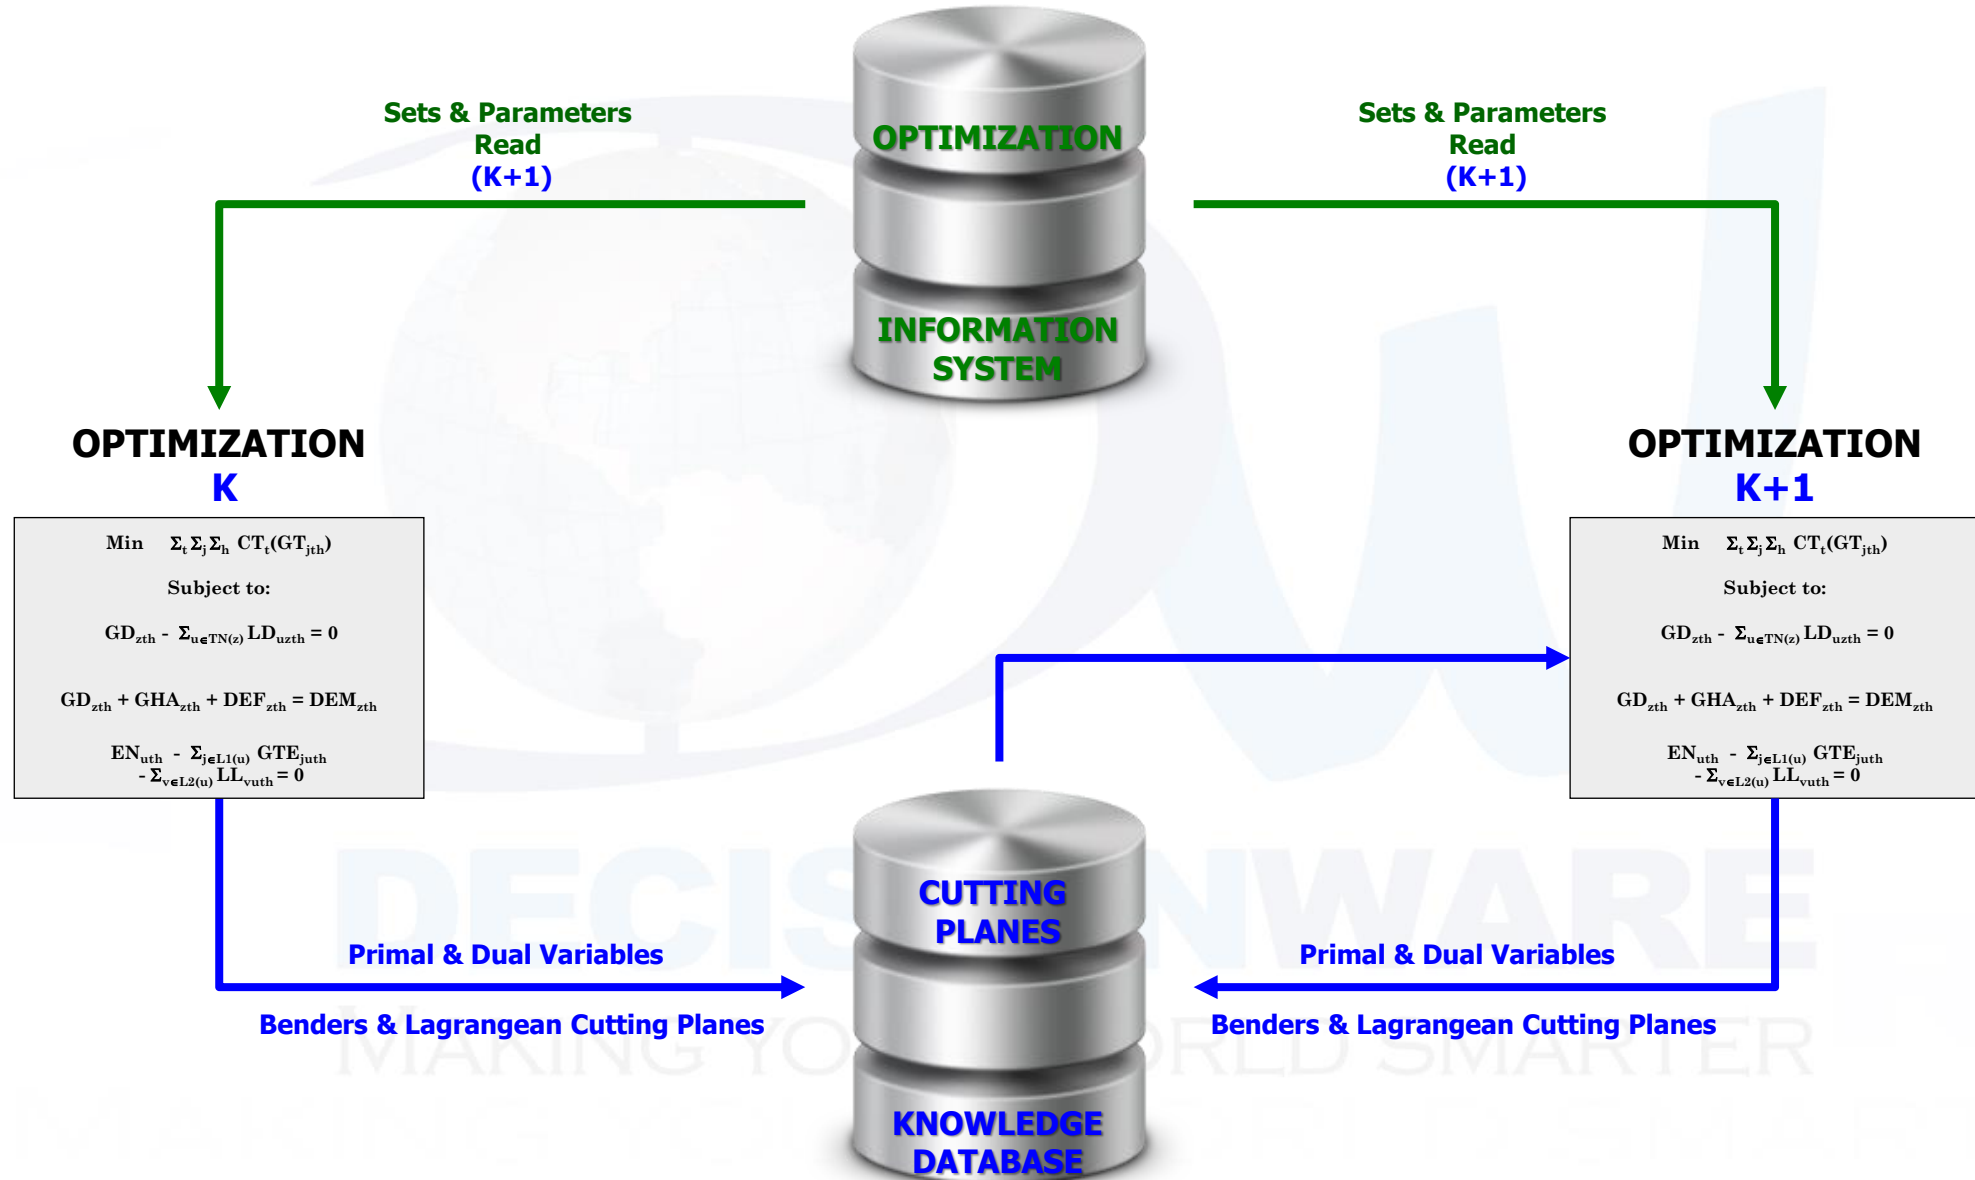 OPTIMIZATION
INFORMATION
SYSTEM
Sets & Parameters
Read
(K+1)
Sets & Parameters
Read
(K+1)
OPTIMIZATION
K
Min Σt Σj Σh CTt(GTjth)
Subject to:
GDzth - Σu∈TN(z) LDuzth = 0
GDzth + GHAzth + DEFzth = DEMzth
ENuth - Σj∈L1(u) GTEjuth
- Σv∈L2(u) LLvuth = 0
OPTIMIZATION
K+1
Min Σt Σj Σh CTt(GTjth)
Subject to:
GDzth - Σu∈TN(z) LDuzth = 0
GDzth + GHAzth + DEFzth = DEMzth
ENuth - Σj∈L1(u) GTEjuth
- Σv∈L2(u) LLvuth = 0
CUTTING
PLANES
KNOWLEDGE
DATABASE
Primal & Dual Variables
Benders & Lagrangean Cutting Planes
Primal & Dual Variables
Benders & Lagrangean Cutting Planes